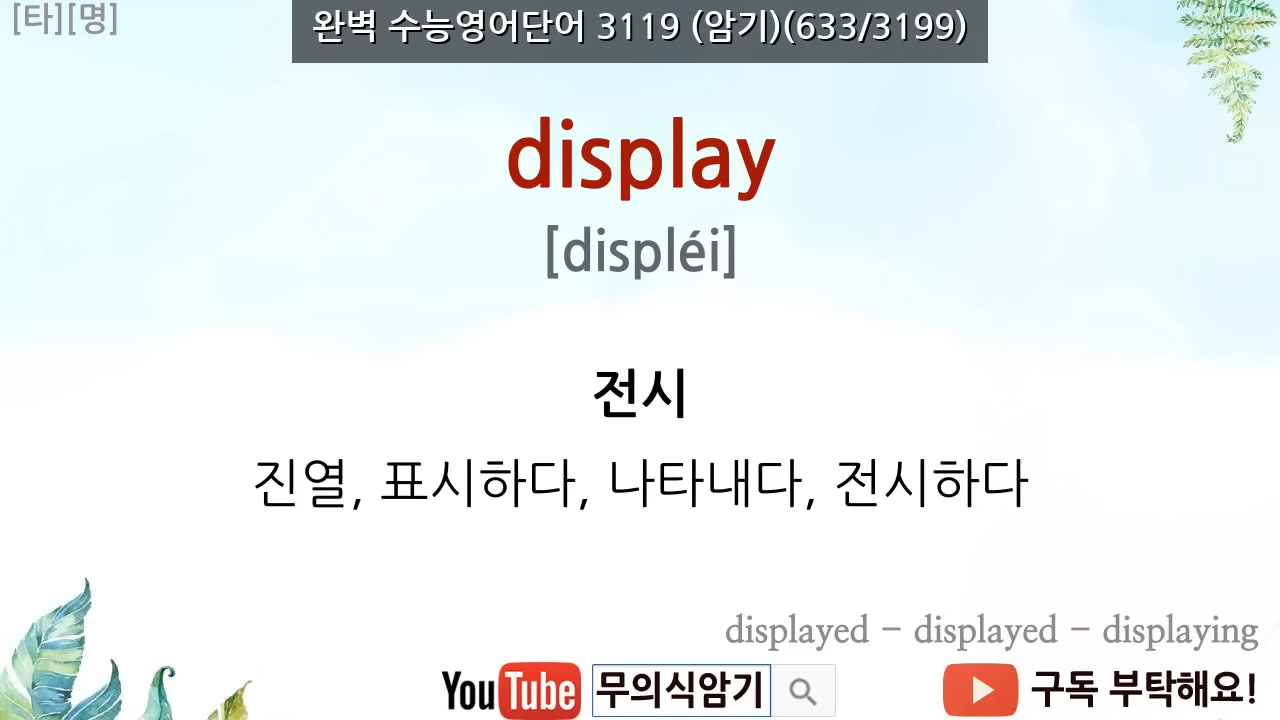 [타][명]
완벽 수능영어단어 3119 (암기)(633/3199)
display
[displéi]
전시
진열, 표시하다, 나타내다, 전시하다
displayed - displayed - displaying
YouTube 무의식암기
구독 부탁해요!